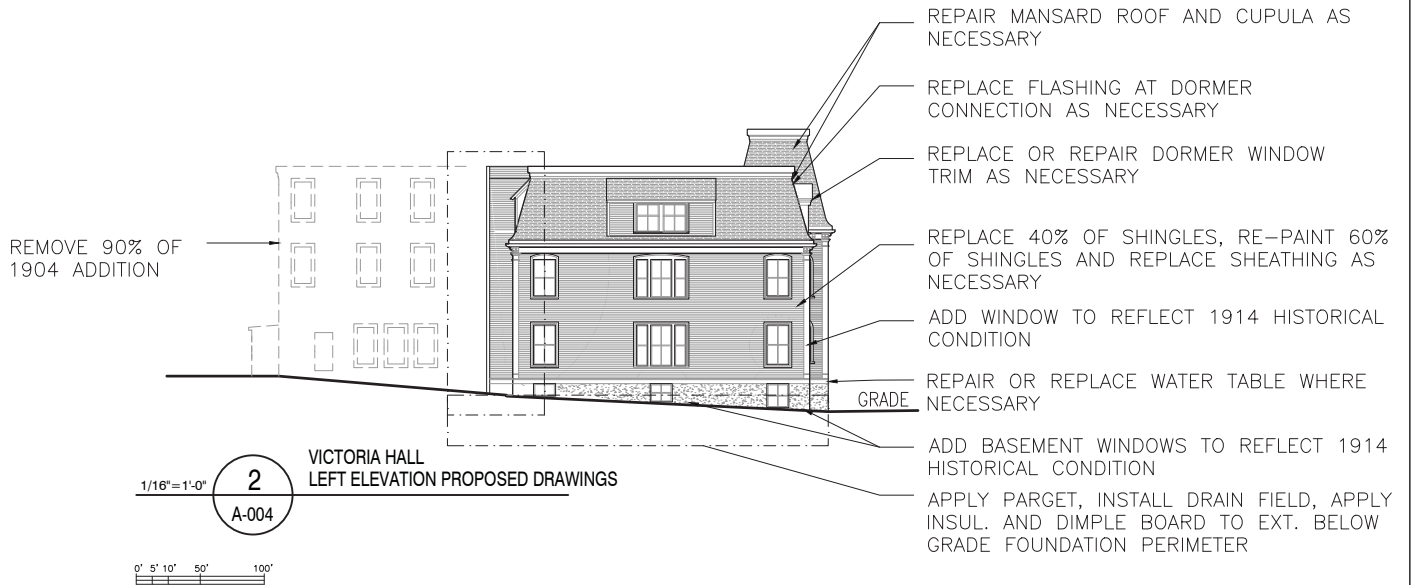 REPAIR MANSARD ROOF AND CUPULA AS
NECESSARY
REPLACE FLASHING AT DORMER
CONNECTION AS NECESSARY
REPLACE OR REPAIR DORMER WINDOW
TRIM AS NECESSARY
REMOVE 90% OF
1904 ADDITION
REPLACE 40% OF SHINGLES, RE-PAINT 60%
OF SHINGLES AND REPLACE SHEATHING AS
NECESSARY
ADD WINDOW TO REFLECT 1914 HISTORICAL
CONDITION
REPAIR OR REPLACE WATER TABLE WHERE
NECESSARY
GRADE
ADD BASEMENT WINDOWS TO REFLECT 1914
HISTORICAL CONDITION
APPLY PARGET, INSTALL DRAIN FIELD, APPLY
INSUL. AND DIMPLE BOARD TO EXT. BELOW
GRADE FOUNDATION PERIMETER
1/16"=1'-0"
2
A-004
VICTORIA HALL
LEFT ELEVATION PROPOSED DRAWINGS
0' 5' 10' 50' 100'